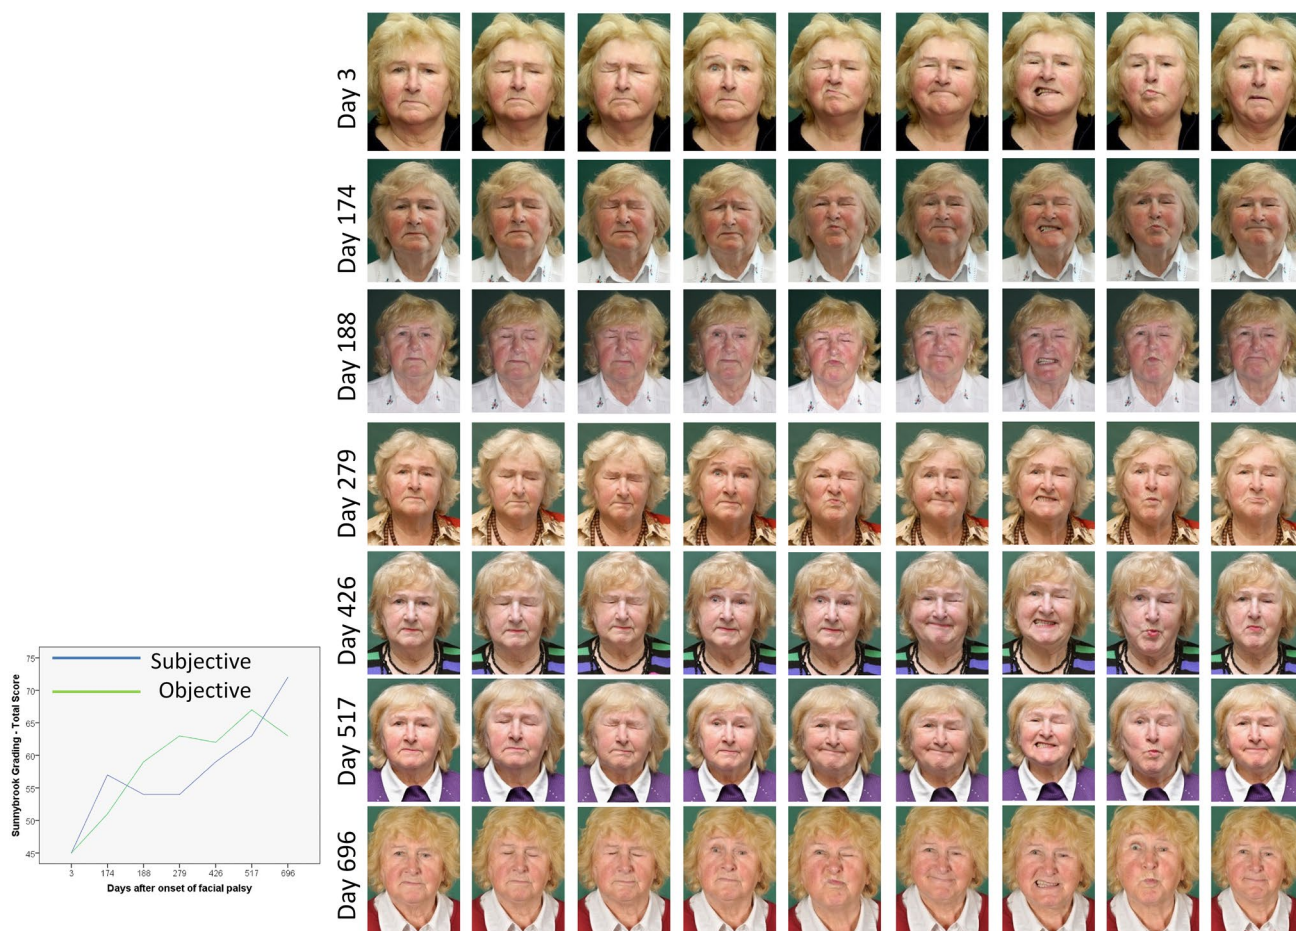 Day 3
Day 174
Day 188
Day 279
Day 426
Day 517
Day 696
Subjective
Objective
Sunnybrook Grading - Total Score
75
70
65
60
55
50
45
3 174 188 279 426 517 696
Days after onset of facial palsy